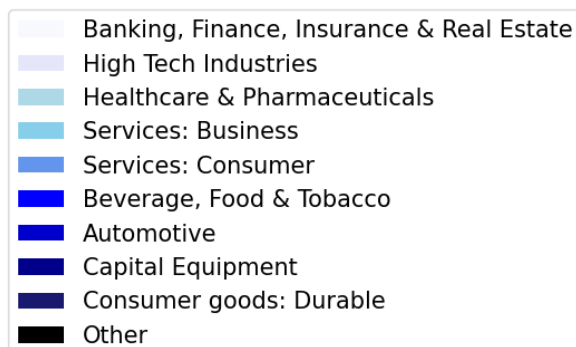 Banking, Finance, Insurance & Real Estate
High Tech Industries
Healthcare & Pharmaceuticals
Services: Business
Services: Consumer
Beverage, Food & Tobacco
Automotive
Capital Equipment
Consumer goods: Durable
Other